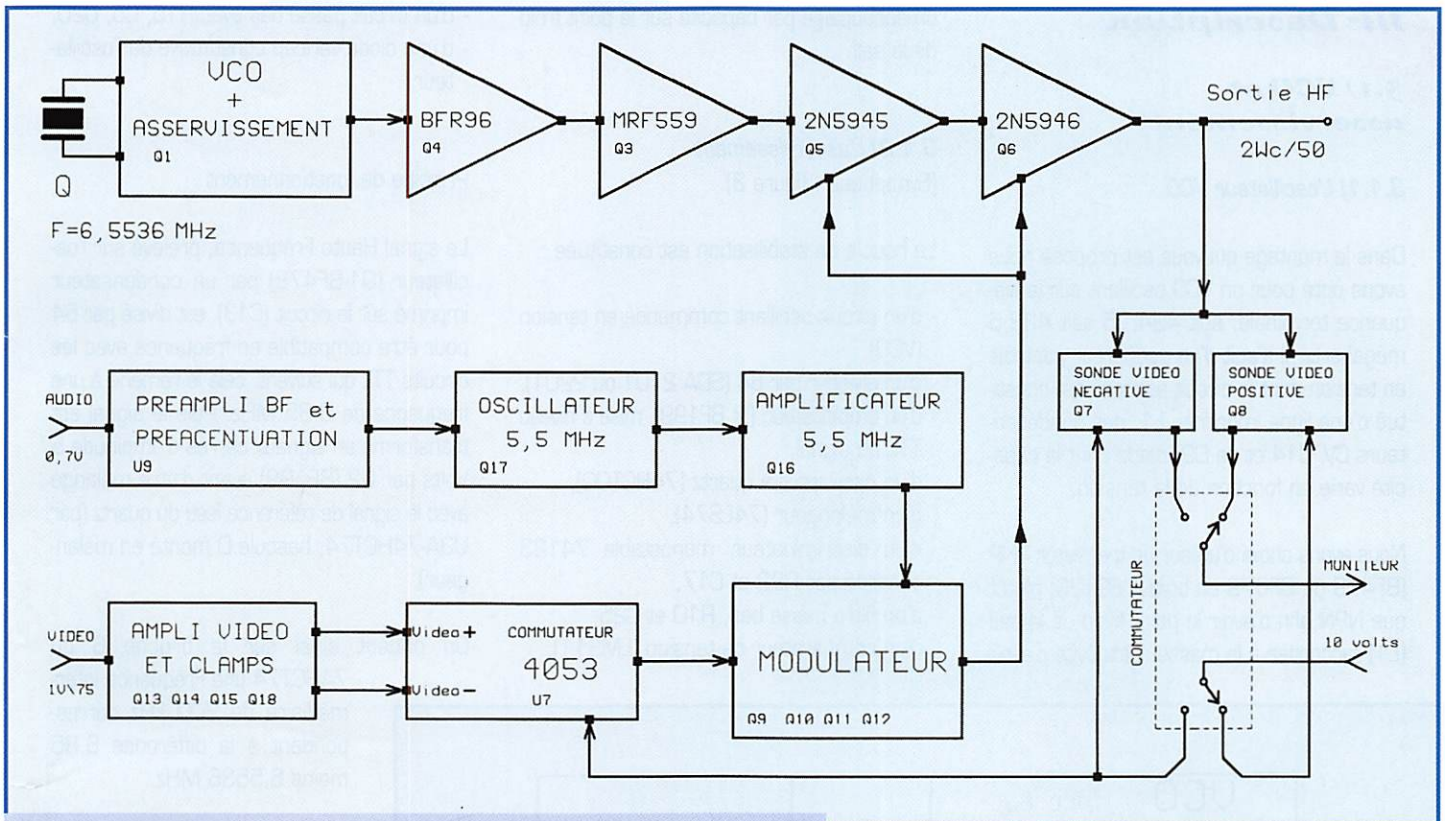 VCO
+
ASSERVISSEMENT
Q1
Q
F=6,5536 MHz
BFR96
Q4
MRF559
Q3
2N5945
Q5
2N5946
Q6
Sortie HF
2Wc/50
AUDIO
0,7V
PREAMPLI BF et
PREACENTUATION
U9
OSCILLATEUR
5,5 MHz
Q17
AMPLIFICATEUR
5,5 MHz
Q16
SONDE VIDEO
NEGATIVE
Q7
SONDE VIDEO
POSITIVE
Q8
VIDEO
1V\75
AMPLI VIDEO
ET CLAMPS
Q13 Q14 Q15 Q18
Video+
Video-
COMMUTATEUR
4053
U7
MODULATEUR
Q9 Q10 Q11 Q12
COMMUTATEUR
MONITEUR
10 volts